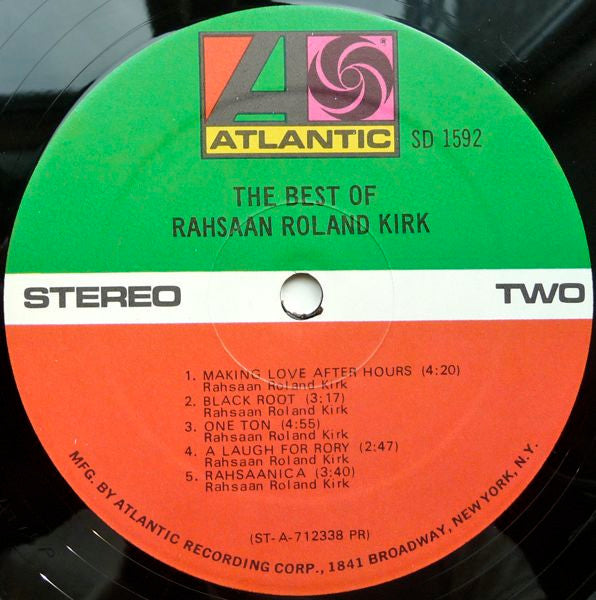 ATLANTIC
SD 1592
THE BEST OF
RAHSAAN ROLAND KIRK
STEREO
TWO
1. MAKING LOVE AFTER HOURS (4:20)
Rahsaan Roland Kirk
2. BLACK ROOT (3:17)
Rahsaan Roland Kirk
3. ONE TON (4:55)
Rahsaan Roland Kirk
4. A LAUGH FOR RORY (2:47)
Rahsaan Roland Kirk
5. RAHSAANICA (3:40)
Rahsaan Roland Kirk
(ST-A-712338 PR)
MFG. BY ATLANTIC RECORDING CORP., 1841 BROADWAY, NEW YORK, N.Y.